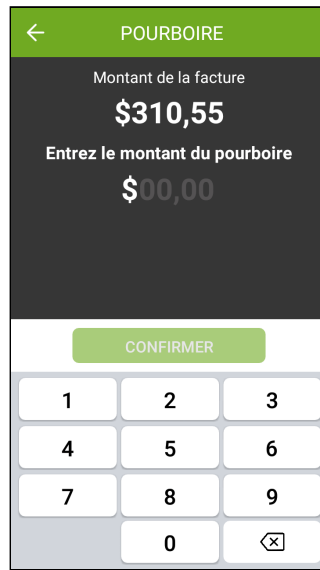 POURBOIRE
Montant de la facture
$310,55
Entrez le montant du pourboire
$00,00
CONFIRMER
1 2 3
4 5 6
7 8 9
0